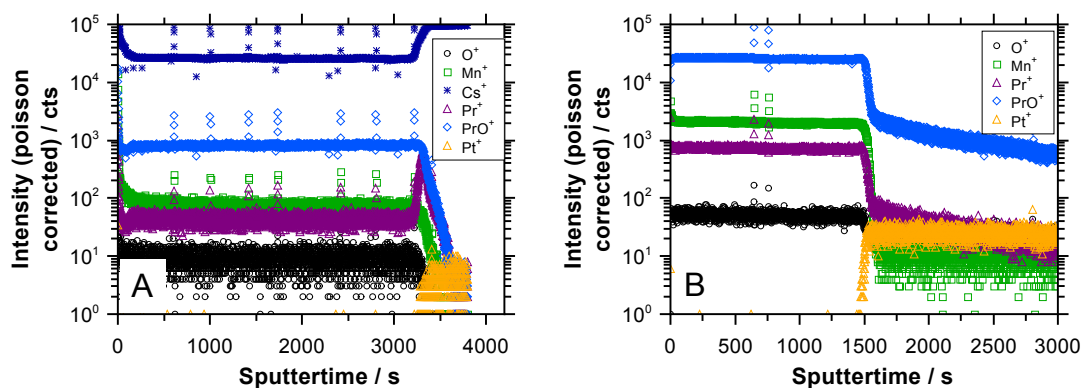 Intensity (poisson
corrected) / cts
10⁵
10⁴
10³
10²
10¹
10⁰
O⁺
Mn⁺
Cs⁺
Pr⁺
PrO⁺
Pt⁺
A
0
1000
2000
3000
4000
Sputtertime / s
Intensity (poisson
corrected) / cts
10⁵
10⁴
10³
10²
10¹
10⁰
O⁺
Mn⁺
Pr⁺
PrO⁺
Pt⁺
B
0
500
1000
1500
2000
2500
3000
Sputtertime / s